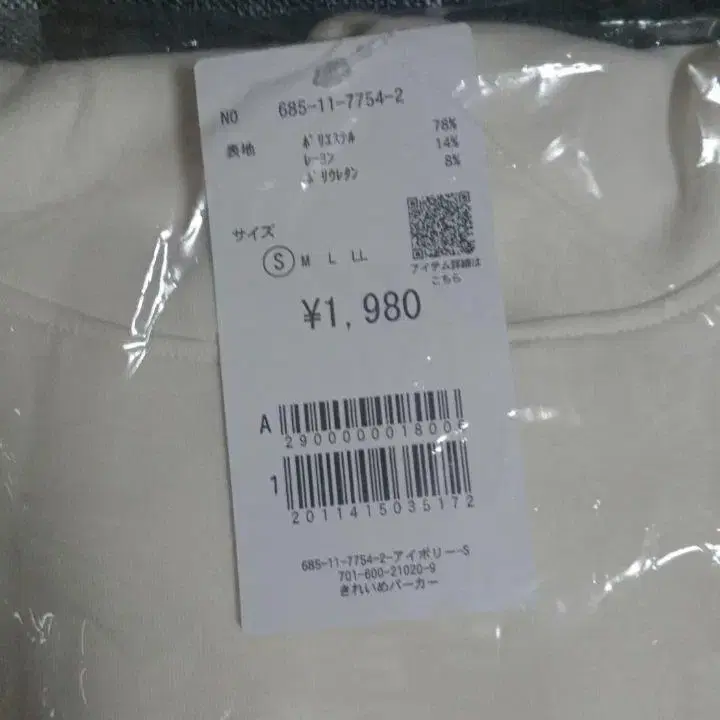 NO 685-11-7754-2
表地 ポリエステル 78%
レーヨン 14%
ポリウレタン 8%
サイズ
S M L LL
アイテム詳細は
こちら
¥1,980
A
2900000018006
1
2011415035172
685-11-7754-2-アイボリー-S
701-600-21020-9
きれいめパーカー